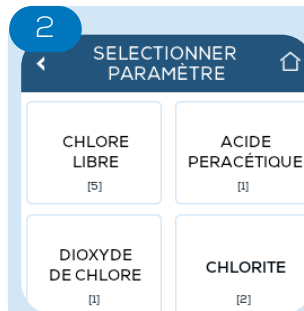 2
SELECTIONNER
PARAMÈTRE
CHLORE
LIBRE
[5]
ACIDE
PERACÉTIQUE
[1]
DIOXYDE
DE CHLORE
[1]
CHLORITE
[2]